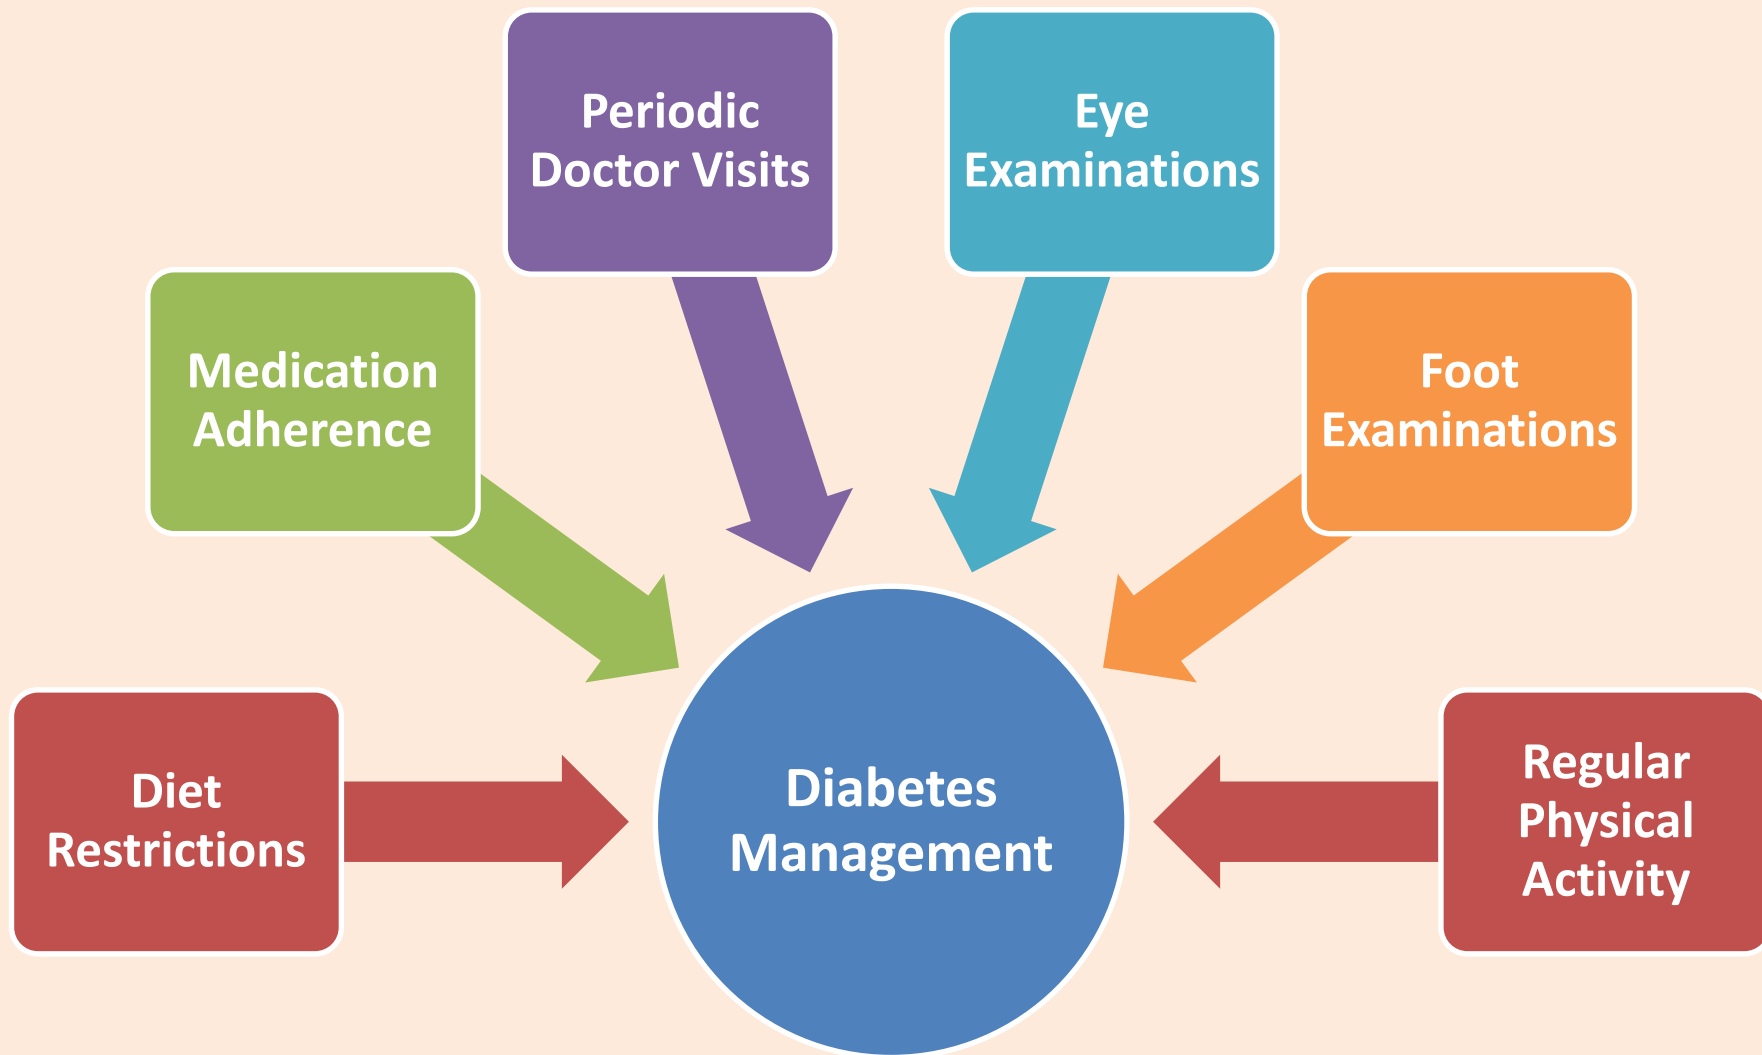 Periodic
Doctor Visits
Eye
Examinations
Medication
Adherence
Foot
Examinations
Diet
Restrictions
Diabetes
Management
Regular
Physical
Activity